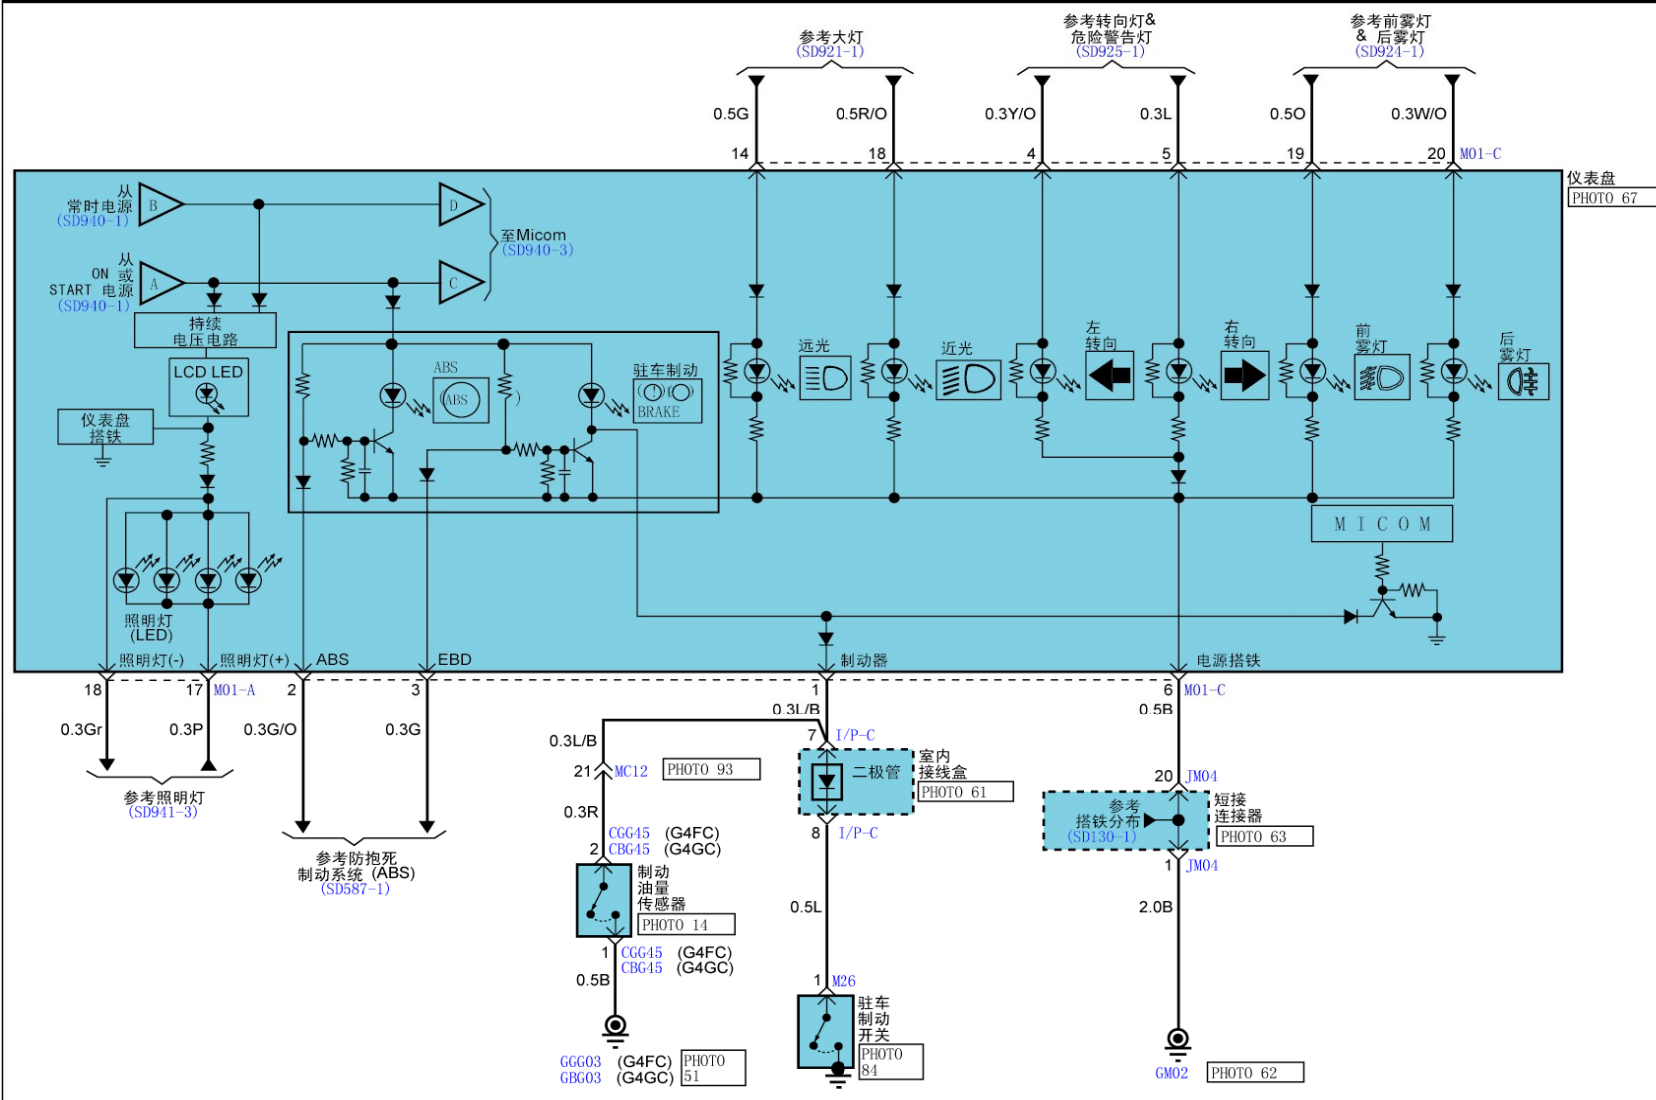 参考大灯
(SD921-1)
参考转向灯&
危险警告灯
(SD925-1)
参考前雾灯
& 后雾灯
(SD924-1)
0.5G
0.5R/O
0.3Y/O
0.3L
0.5O
0.3W/O
14
18
4
5
19
20
M01-C
仪表盘
PHOTO 67
从
常时电源
(SD940-1)
B
D
至Micom
(SD940-3)
从
ON 或
START 电源
(SD940-1)
A
C
持续
电压电路
LCD LED
仪表盘
搭铁
ABS
(ABS)
驻车制动
(!)
BRAKE
远光
近光
左
转向
右
转向
前
雾灯
后
雾灯
MICOM
照明灯
(LED)
照明灯(-)
照明灯(+)
ABS
EBD
制动器
电源搭铁
18
17
M01-A
2
3
1
6
M01-C
0.3Gr
0.3P
0.3G/O
0.3G
0.3L/B
0.5B
参考照明灯
(SD941-3)
参考防抱死
制动系统 (ABS)
(SD587-1)
0.3L/B
21
MC12
PHOTO 93
0.3R
CGG45 (G4FC)
2
CBG45 (G4GC)
制动
油量
传感器
PHOTO 14
1
CGG45 (G4FC)
CBG45 (G4GC)
0.5B
GGG03 (G4FC)
GBG03 (G4GC)
PHOTO
51
7
I/P-C
二极管
室内
接线盒
PHOTO 61
8
I/P-C
0.5L
1
M26
驻车
制动
开关
PHOTO
84
20
JM04
参考
搭铁分布
(SD130-1)
短接
连接器
PHOTO 63
1
JM04
2.0B
GM02
PHOTO 62